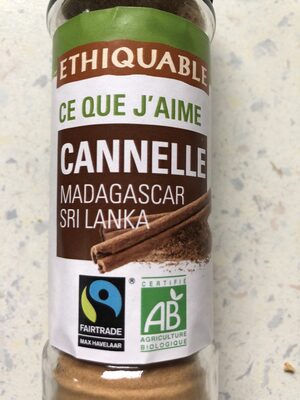 ETHIQUABLE
CE QUE J'AIME
CANNELLE
MADAGASCAR
SRI LANKA
®
FAIRTRADE
MAX HAVELAAR
CERTIFIÉ
AB
AGRICULTURE
BIOLOGIQUE